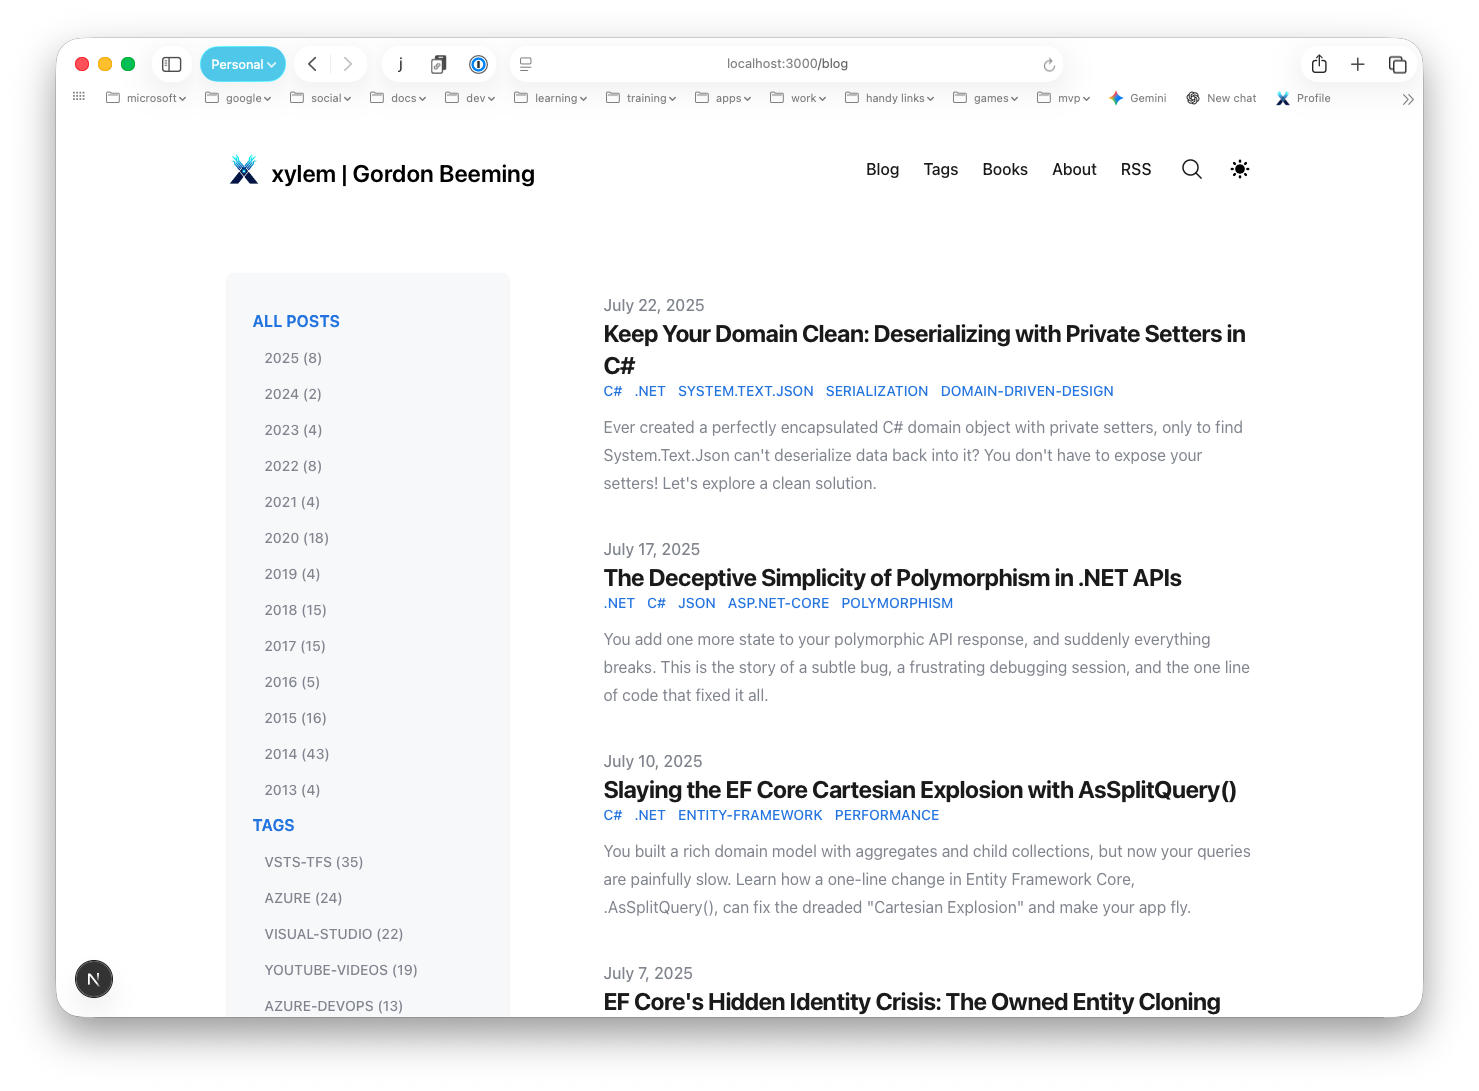 Personal
j
localhost:3000/blog
microsoft
google
social
docs
dev
learning
training
apps
work
handy links
games
mvp
Gemini
New chat
Profile
xylem | Gordon Beeming
Blog
Tags
Books
About
RSS
ALL POSTS
2025 (8)
2024 (2)
2023 (4)
2022 (8)
2021 (4)
2020 (18)
2019 (4)
2018 (15)
2017 (15)
2016 (5)
2015 (16)
2014 (43)
2013 (4)
TAGS
VSTS-TFS (35)
AZURE (24)
VISUAL-STUDIO (22)
YOUTUBE-VIDEOS (19)
AZURE-DEVOPS (13)
July 22, 2025
Keep Your Domain Clean: Deserializing with Private Setters in
C#
C# .NET SYSTEM.TEXT.JSON SERIALIZATION DOMAIN-DRIVEN-DESIGN
Ever created a perfectly encapsulated C# domain object with private setters, only to find
System.Text.Json can't deserialize data back into it? You don't have to expose your
setters! Let's explore a clean solution.
July 17, 2025
The Deceptive Simplicity of Polymorphism in .NET APIs
.NET C# JSON ASP.NET-CORE POLYMORPHISM
You add one more state to your polymorphic API response, and suddenly everything
breaks. This is the story of a subtle bug, a frustrating debugging session, and the one line
of code that fixed it all.
July 10, 2025
Slaying the EF Core Cartesian Explosion with AsSplitQuery()
C# .NET ENTITY-FRAMEWORK PERFORMANCE
You built a rich domain model with aggregates and child collections, but now your queries
are painfully slow. Learn how a one-line change in Entity Framework Core,
.AsSplitQuery(), can fix the dreaded "Cartesian Explosion" and make your app fly.
July 7, 2025
EF Core's Hidden Identity Crisis: The Owned Entity Cloning
N